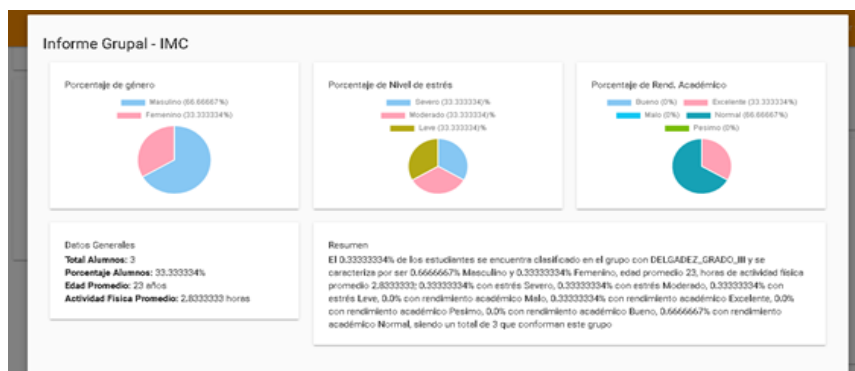 Informe Grupal - IMC
Porcentaje de género
Masulino (66.66667%)
Femenino (33.333334%)
Porcentaje de Nivel de estrés
Severo (33.333334)%
Moderado (33.333334)%
Leve (33.333334)%
Porcentaje de Rend. Académico
Bueno (0%) Excelente (33.333334%)
Malo (0%) Normal (66.66667%)
Pesimo (0%)
Datos Generales
Total Alumnos: 3
Porcentaje Alumnos: 33.333334%
Edad Promedio: 23 años
Actividad Física Promedio: 2,8333333 horas
Resumen
El 0.33333334% de los estudiantes se encuentra clasificado en el grupo con DELGADEZ_GRADO_III y se
caracteriza por ser 0.6666667% Masculino y 0.33333334% Femenino, edad promedio 23, horas de actividad física
promedio 2.8333333; 0.33333334% con estrés Severo, 0.33333334% con estrés Moderado, 0.33333334% con
estrés Leve, 0.0% con rendimiento académico Malo, 0.33333334% con rendimiento académico Excelente, 0.0%
con rendimiento académico Pesimo, 0.0% con rendimiento académico Bueno, 0.6666667% con rendimiento
académico Normal, siendo un total de 3 que conforman este grupo